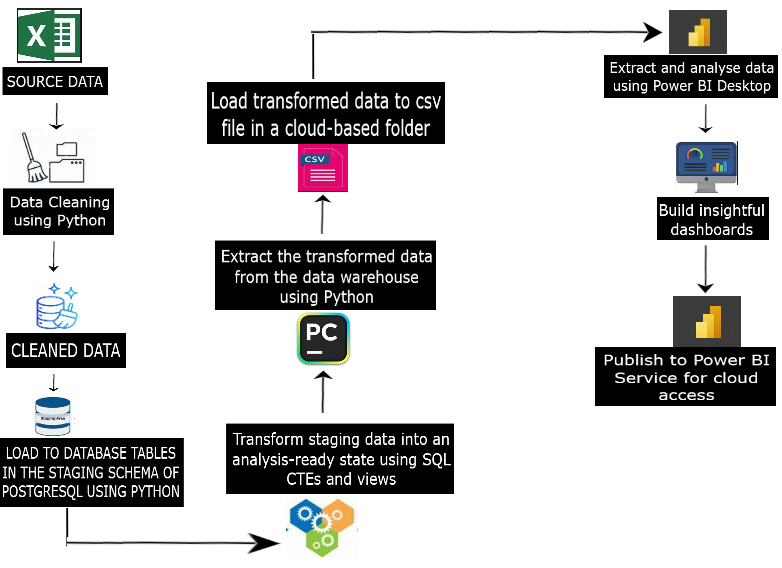 X
SOURCE DATA
Data Cleaning
using Python
CLEANED DATA
Staging Area
LOAD TO DATABASE TABLES
IN THE STAGING SCHEMA OF
POSTGRESQL USING PYTHON
Transform staging data into an
analysis-ready state using SQL
CTEs and views
PC
Extract the transformed data
from the data warehouse
using Python
CSV
Load transformed data to csv
file in a cloud-based folder
Extract and analyse data
using Power BI Desktop
Build insightful
dashboards
Publish to Power BI
Service for cloud
access